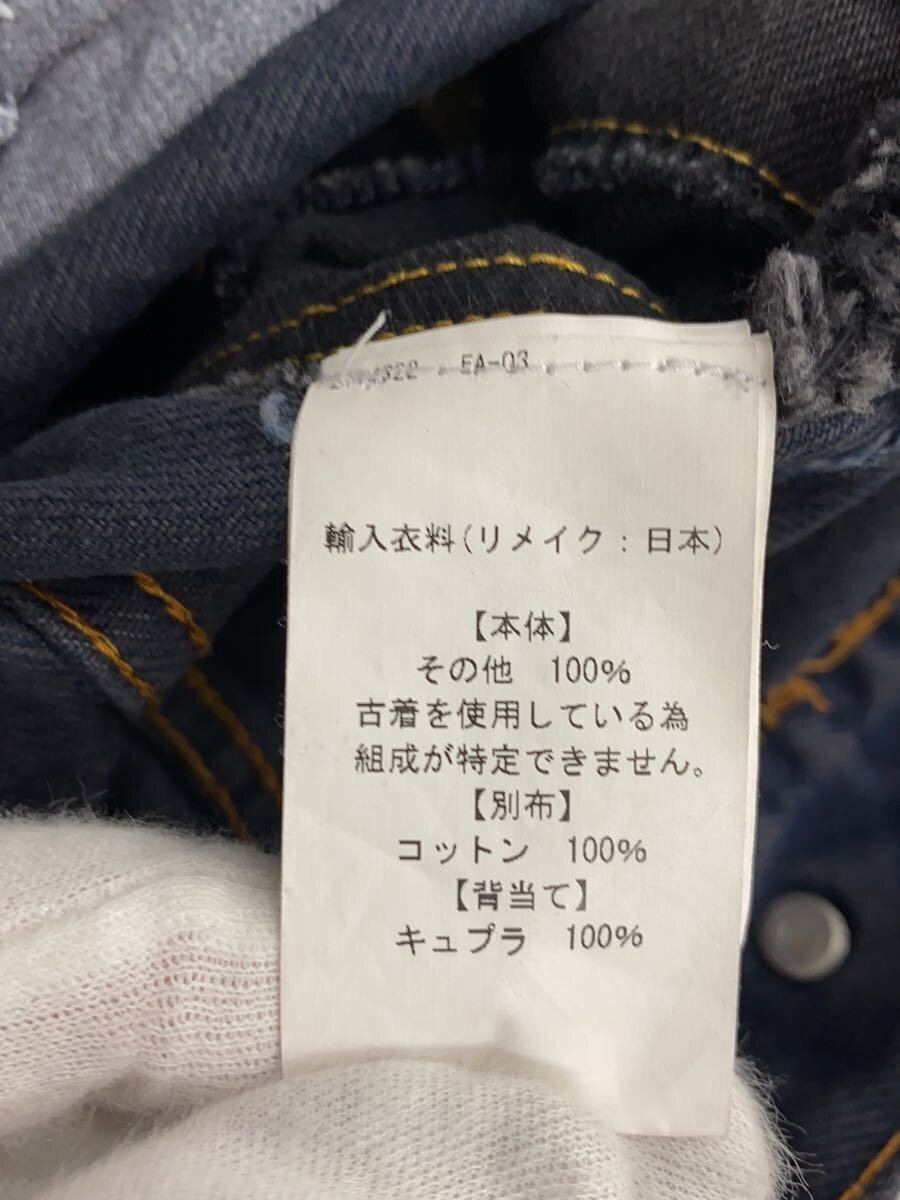 EA-03
輸入衣料(リメイク:日本)
【本体】
その他 100%
古着を使用している為
組成が特定できません。
【別布】
コットン 100%
【背当て】
キュプラ 100%